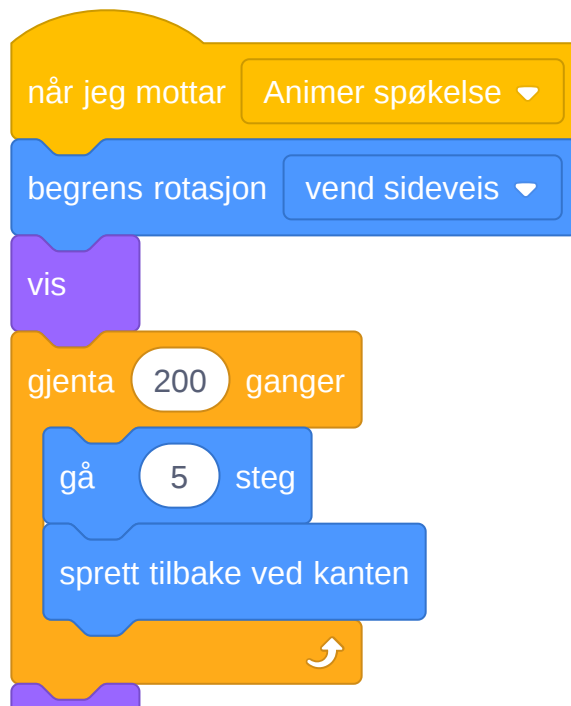 når jeg mottar Animer spøkelse
begrens rotasjon vend sideveis
vis
gjenta 200 ganger
gå 5 steg
sprett tilbake ved kanten